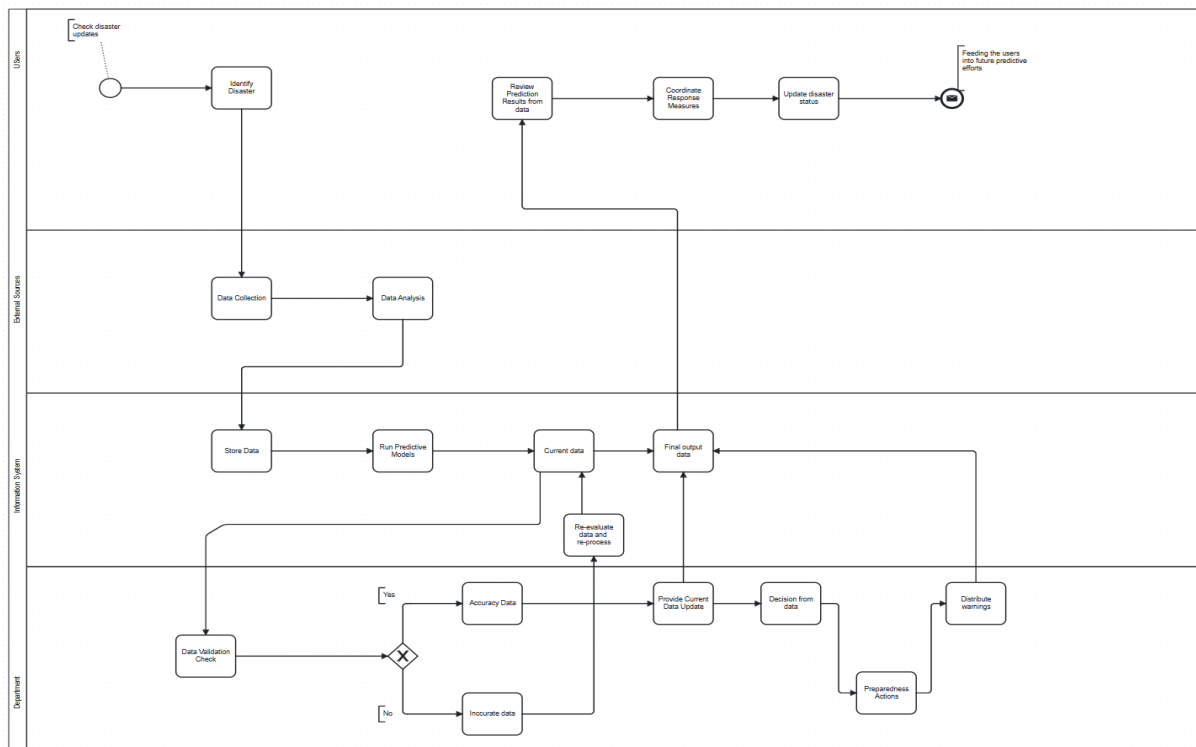 USers
Check disaster
updates
Identify
Disaster
Review
Prediction
Results from
data
Coordinate
Response
Measures
Update disaster
status
Feeding the users
into future predictive
efforts
External Sources
Data Collection
Data Analysis
Information System
Store Data
Run Predictive
Models
Current data
Final output
data
Re-evaluate
data and
re-process
Department
Yes
Accuracy Data
Provide Current
Data Update
Decision from
data
Distribute
warnings
Data Validation
Check
No
Inccurate data
Preparedness
Actions